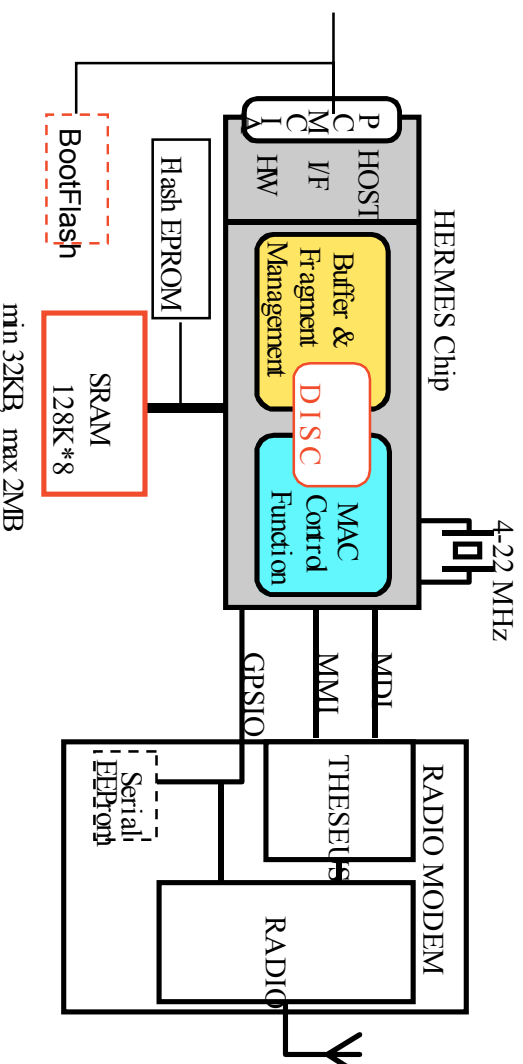 HERMES Chip
4-22 MHz
PCMCIA
HOST
I/F
HW
Buffer &
Fragment
Management
DISC
MAC
Control
Function
MDI
MMI
GPSIO
RADIO MODEM
THESEUS
RADIO
Serial
EEProm
BootFlash
Flash EPROM
SRAM
128K*8
min 32KB, max 2MB